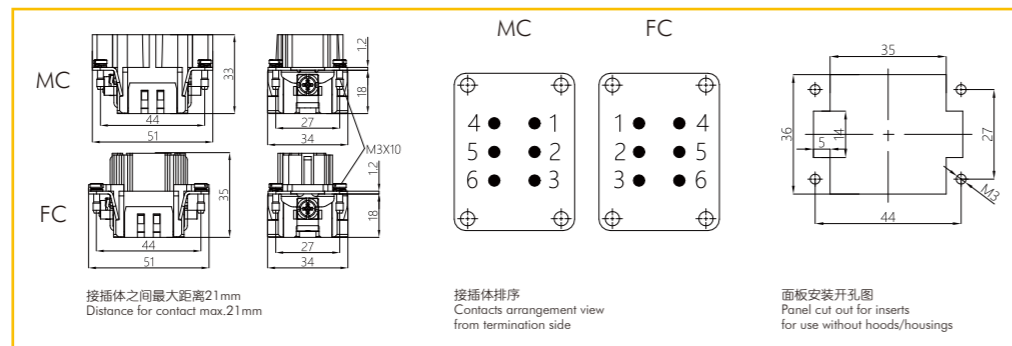 MC
33
1.2
18
44
51
27
34
M3X10
FC
35
1.2
18
44
51
27
34
接插体之间最大距离21mm
Distance for contact max.21mm
MC
FC
4 1
5 2
6 3
1 4
2 5
3 6
接插体排序
Contacts arrangement view
from termination side
35
36
5
14
27
M3
44
面板安装开孔图
Panel cut out for inserts
for use without hoods/housings